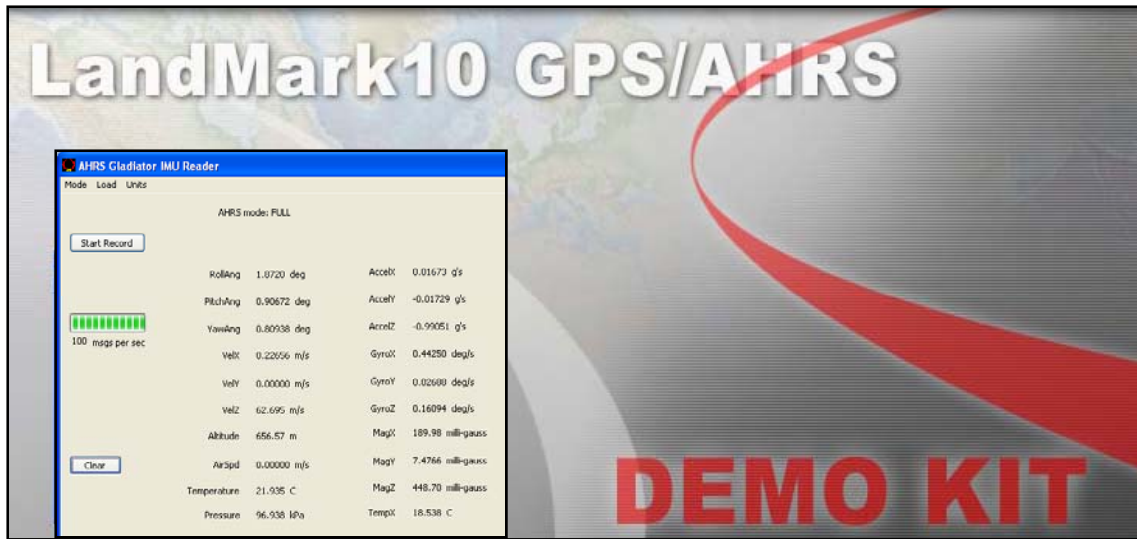 LandMark10 GPS/AHRS
AHRS Gladiator IMU Reader
Mode Load Units
AHRS mode: FULL
Start Record
RollAng 1.8720 deg AccelX 0.01673 g's
PitchAng 0.90672 deg AccelY -0.01729 g's
YawAng 0.80938 deg AccelZ -0.99051 g's
100 msgs per sec
VelX 0.22656 m/s GyroX 0.44250 deg/s
VelY 0.00000 m/s GyroY 0.02688 deg/s
VelZ 62.695 m/s GyroZ 0.16094 deg/s
Altitude 656.57 m MagX 189.98 milli-gauss
Clear AirSpd 0.00000 m/s MagY 7.4766 milli-gauss
Temperature 21.935 C MagZ 448.70 milli-gauss
Pressure 96.938 kPa TempX 18.538 C
DEMO KIT